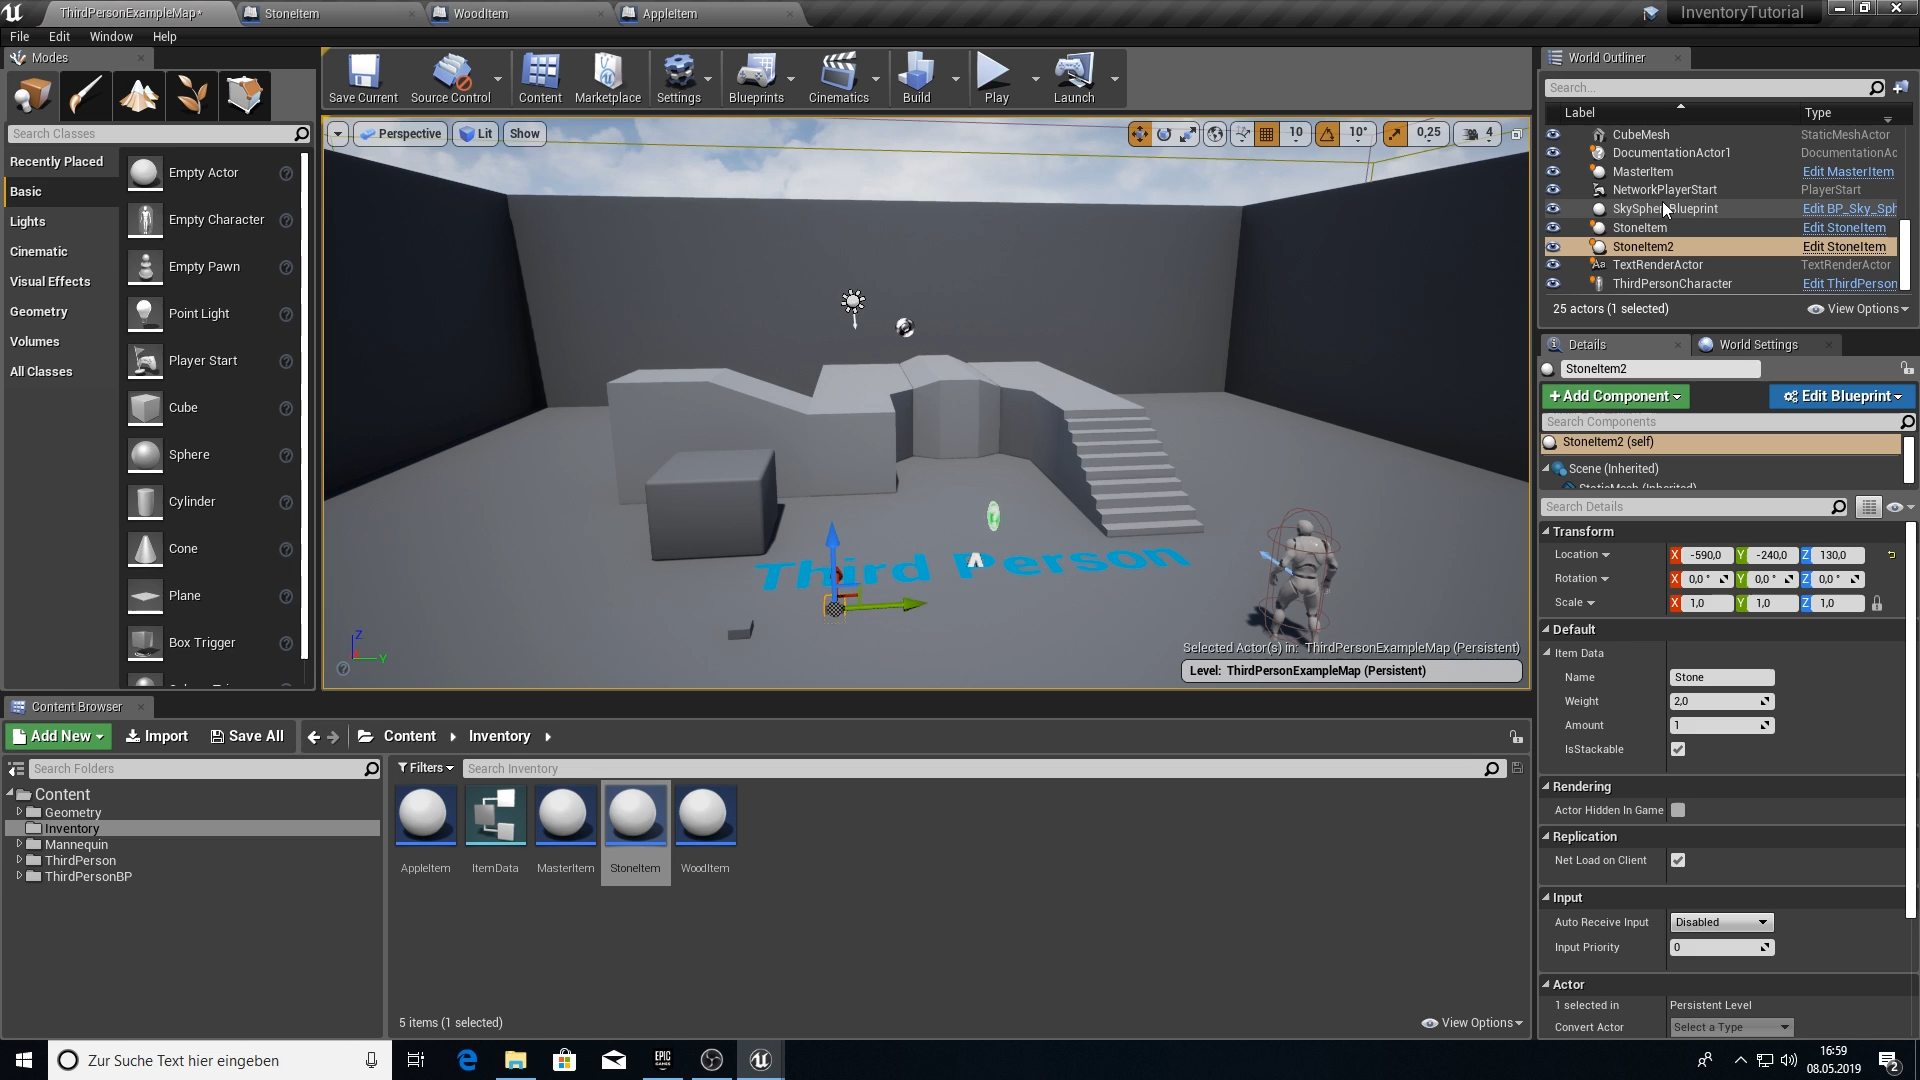 ThirdPersonExampleMap*
StoneItem
WoodItem
AppleItem
InventoryTutorial
File Edit Window Help
Modes
Search Classes
Recently Placed
Basic
Lights
Cinematic
Visual Effects
Geometry
Volumes
All Classes
Empty Actor
Empty Character
Empty Pawn
Point Light
Player Start
Cube
Sphere
Cylinder
Cone
Plane
Box Trigger
Save Current
Source Control
Content
Marketplace
Settings
Blueprints
Cinematics
Build
Play
Launch
Perspective
Lit
Show
10
10°
0,25
4
Third Person
Z
Y
Selected Actor(s) in: ThirdPersonExampleMap (Persistent)
Level: ThirdPersonExampleMap (Persistent)
World Outliner
Search...
Label Type
CubeMesh StaticMeshActor
DocumentationActor1 DocumentationAc
MasterItem Edit MasterItem
NetworkPlayerStart PlayerStart
SkySphereBlueprint Edit BP_Sky_Sph
StoneItem Edit StoneItem
StoneItem2 Edit StoneItem
TextRenderActor TextRenderActor
ThirdPersonCharacter Edit ThirdPerson
25 actors (1 selected)
View Options
Details
World Settings
StoneItem2
+Add Component
Edit Blueprint
Search Components
StoneItem2 (self)
Scene (Inherited)
StaticMesh (Inherited)
Search Details
Transform
Location X -590,0 Y -240,0 Z 130,0
Rotation X 0,0 ° Y 0,0 ° Z 0,0 °
Scale X 1,0 Y 1,0 Z 1,0
Default
Item Data
Name Stone
Weight 2,0
Amount 1
IsStackable
Rendering
Actor Hidden In Game
Replication
Net Load on Client
Input
Auto Receive Input Disabled
Input Priority 0
Actor
1 selected in Persistent Level
Convert Actor Select a Type
Content Browser
Add New
Import
Save All
Content
Inventory
Search Folders
Content
Geometry
Inventory
Mannequin
ThirdPerson
ThirdPersonBP
Filters
Search Inventory
AppleItem
ItemData
MasterItem
StoneItem
WoodItem
5 items (1 selected)
View Options
Zur Suche Text hier eingeben
EPIC
GAMES
16:59
08.05.2019
2